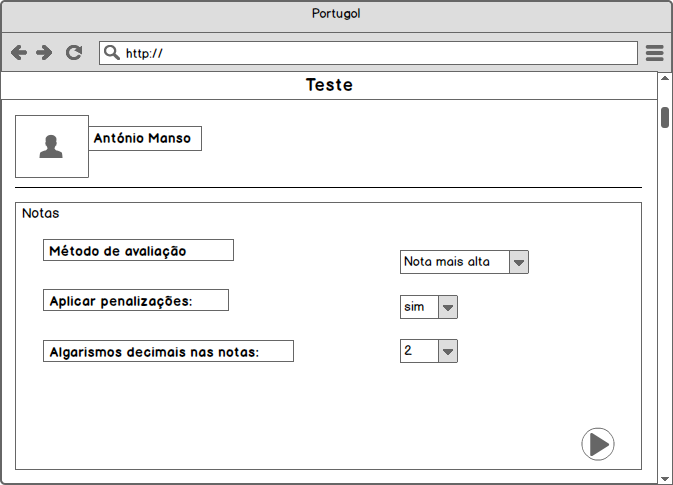 Portugol
http://
Teste
António Manso
Notas
Método de avaliação
Nota mais alta
Aplicar penalizações:
sim
Algarismos decimais nas notas:
2